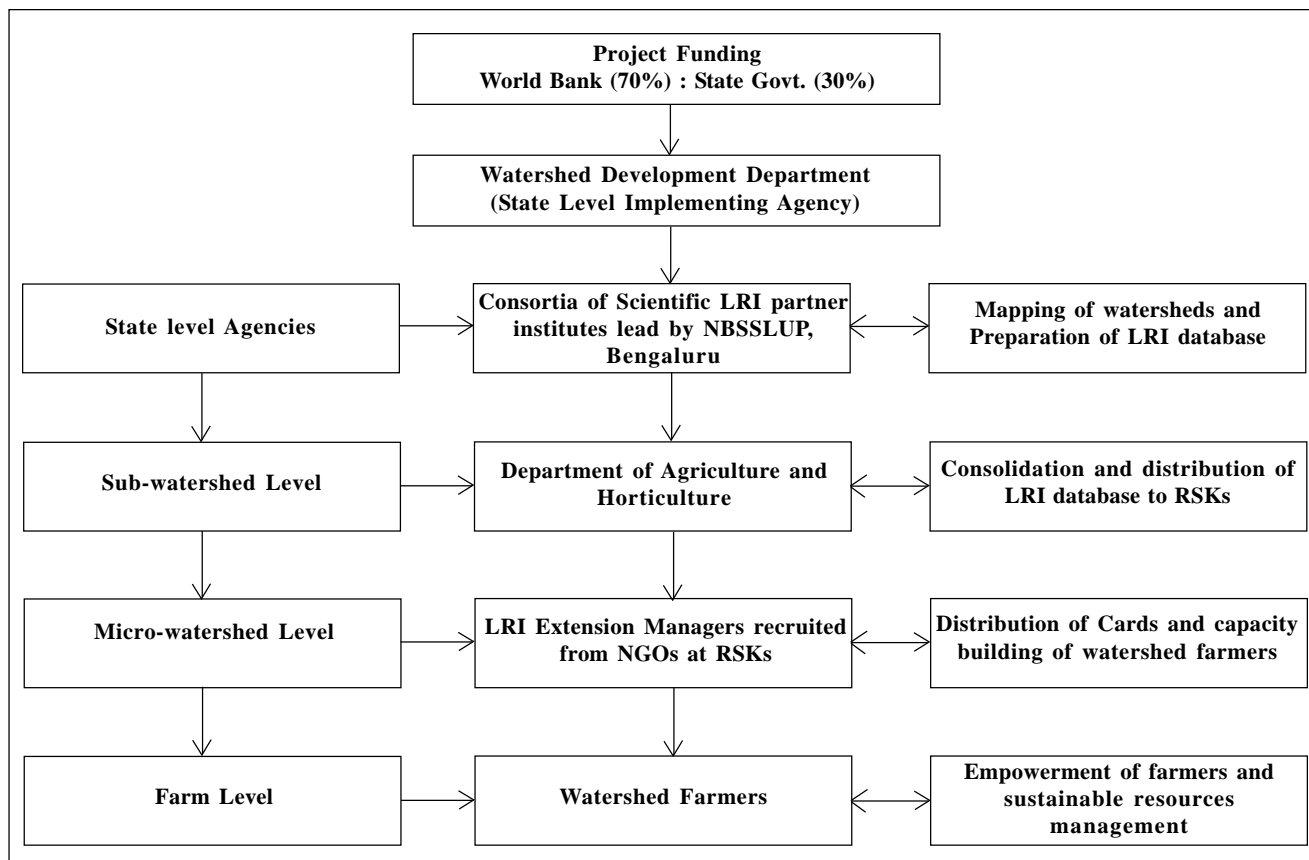 Project Funding
World Bank (70%) : State Govt. (30%)
Watershed Development Department
(State Level Implementing Agency)
State level Agencies
Consortia of Scientific LRI partner
institutes lead by NBSSLUP,
Bengaluru
Mapping of watersheds and
Preparation of LRI database
Sub-watershed Level
Department of Agriculture and
Horticulture
Consolidation and distribution of
LRI database to RSKs
Micro-watershed Level
LRI Extension Managers recruited
from NGOs at RSKs
Distribution of Cards and capacity
building of watershed farmers
Farm Level
Watershed Farmers
Empowerment of farmers and
sustainable resources
management